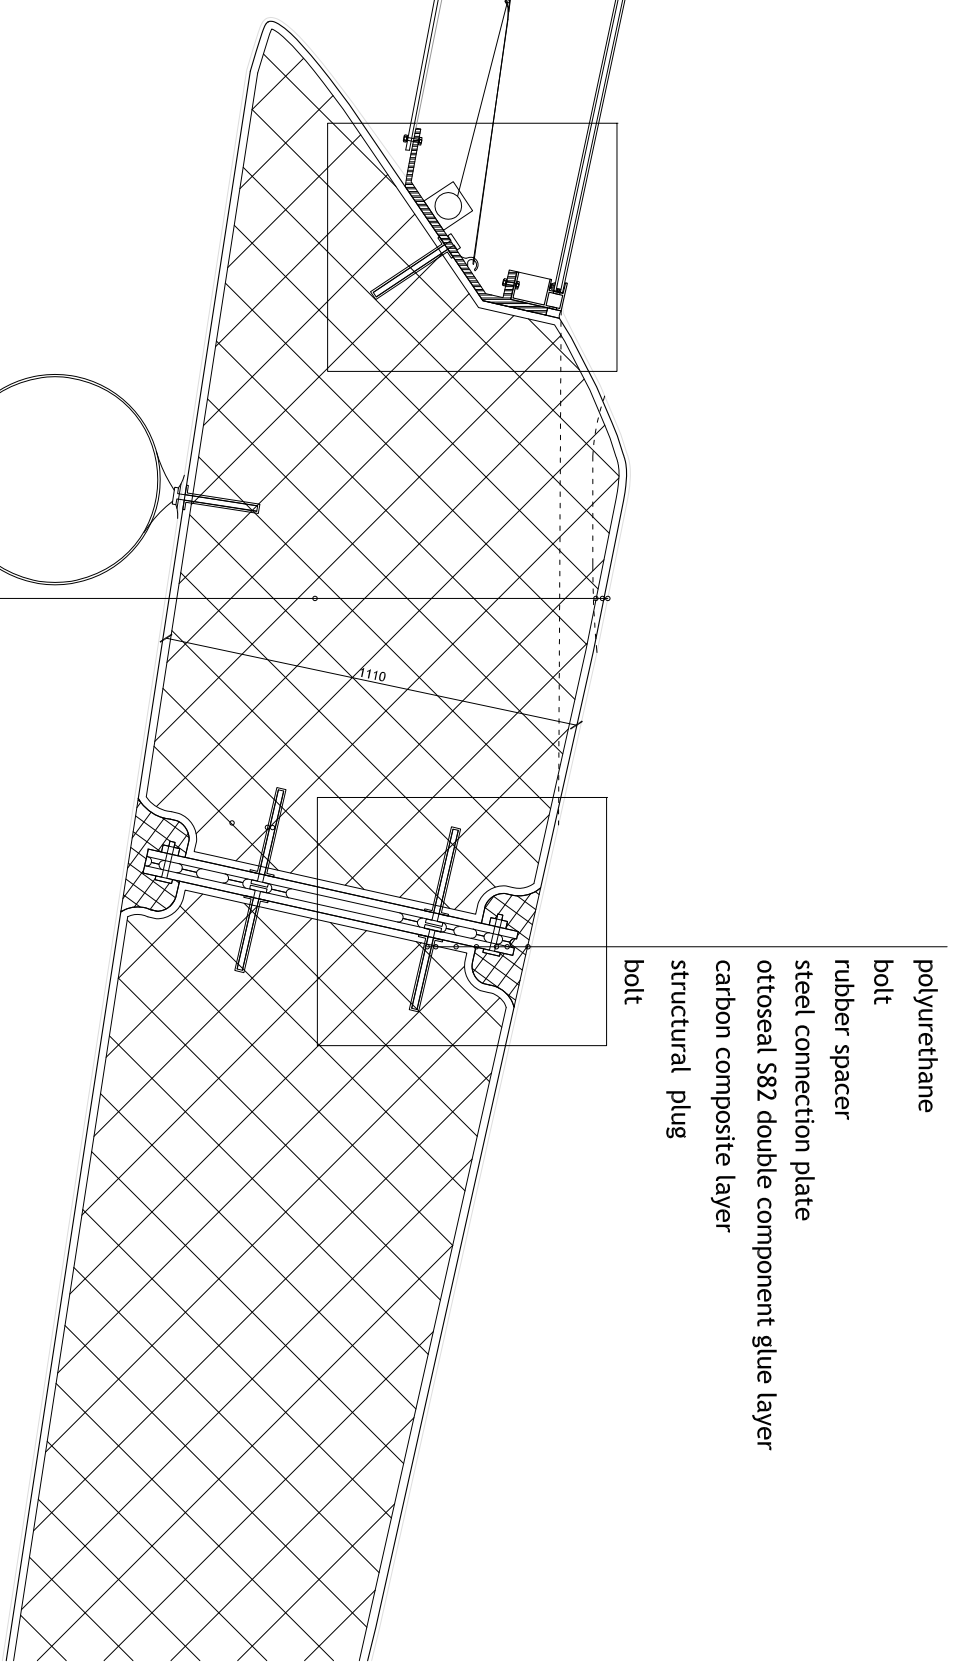 polyurethane
bolt
rubber spacer
steel connection plate
ottoseal S82 double component glue layer
carbon composite layer
structural plug
bolt
1110